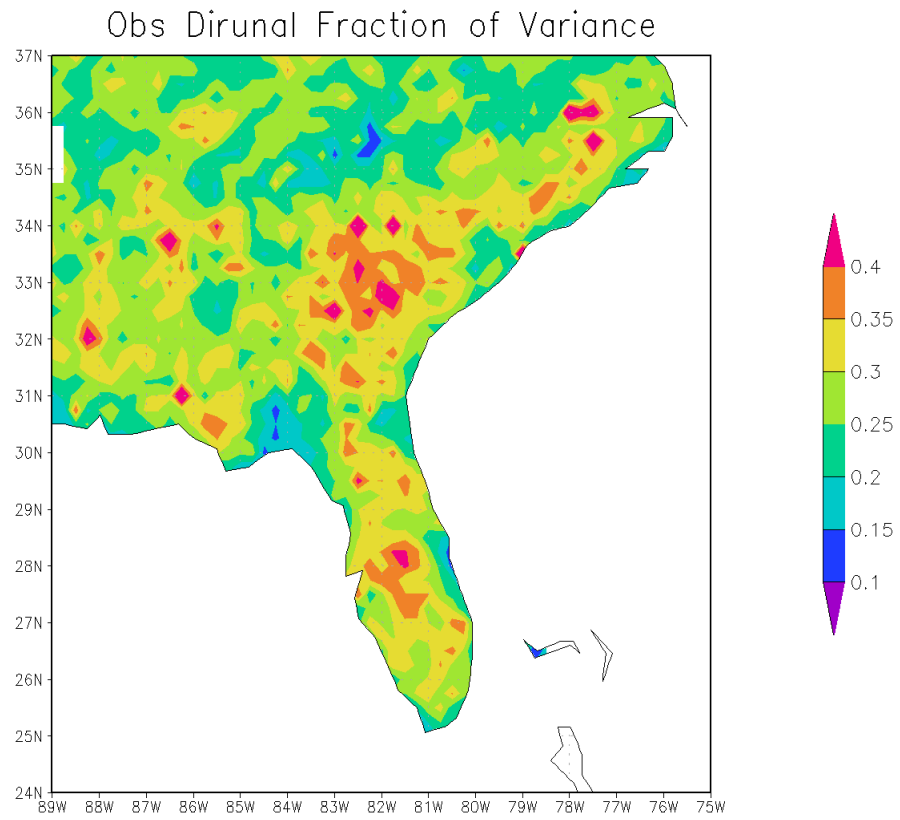 Obs Dirunal Fraction of Variance
37N
36N
35N
34N
33N
32N
31N
30N
29N
28N
27N
26N
25N
24N
89W 88W 87W 86W 85W 84W 83W 82W 81W 80W 79W 78W 77W 76W 75W
0.4
0.35
0.3
0.25
0.2
0.15
0.1